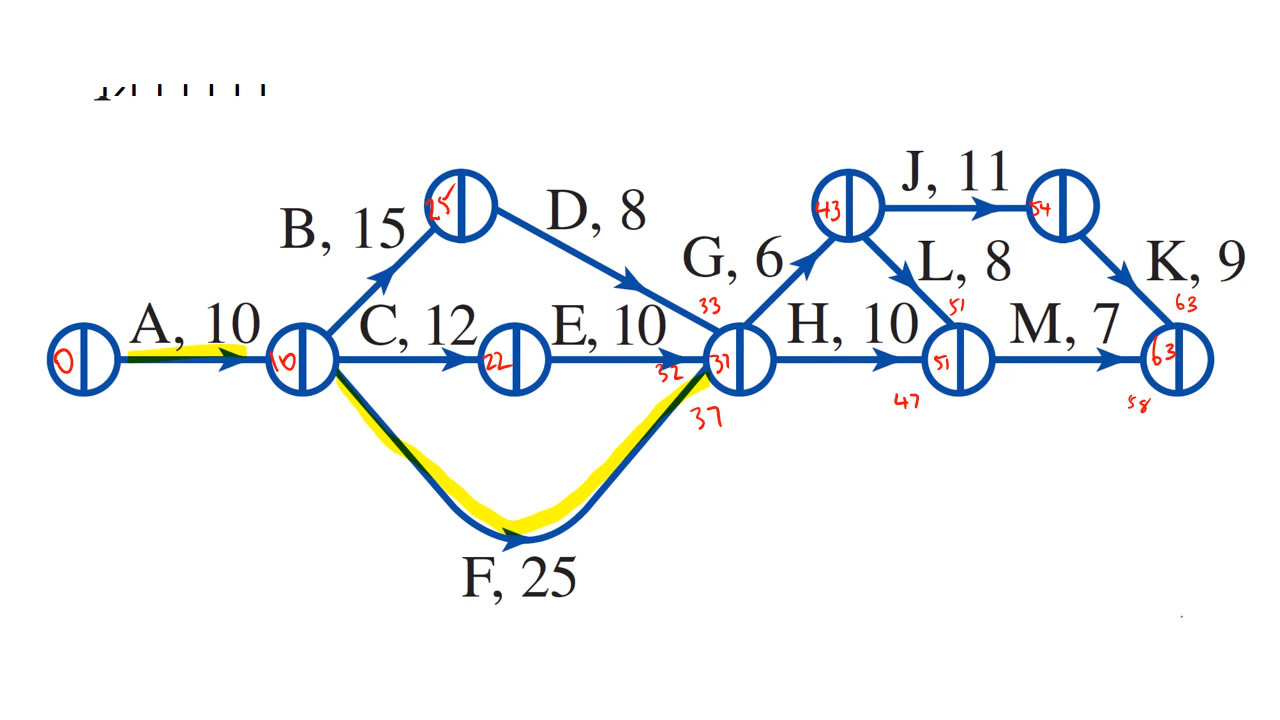 J, 11
B, 15
D, 8
25
43
54
G, 6
L, 8
K, 9
A, 10
C, 12
E, 10
33
H, 10
51
M, 7
63
0
10
22
32
37
51
63
37
47
58
F, 25